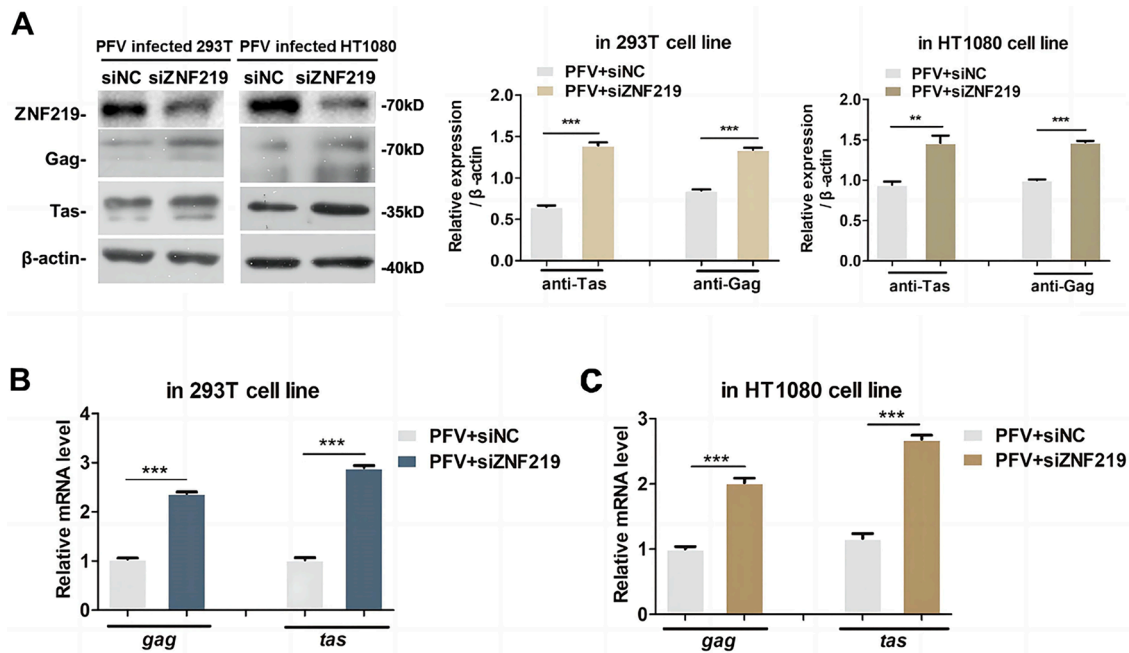 A
PFV infected 293T PFV infected HT1080
siNC siZNF219 siNC siZNF219
ZNF219- -70kD
Gag- -70kD
Tas- -35kD
β-actin- -40kD
in 293T cell line
PFV+siNC
PFV+siZNF219
Relative expression
/ β-actin
2.0
1.5
1.0
0.5
0.0
*** ***
anti-Tas anti-Gag
in HT1080 cell line
PFV+siNC
PFV+siZNF219
Relative expression
/ β-actin
2.0
1.5
1.0
0.5
0.0
** ***
anti-Tas anti-Gag
B
in 293T cell line
PFV+siNC
PFV+siZNF219
Relative mRNA level
4
3
2
1
0
*** ***
gag tas
C
in HT1080 cell line
PFV+siNC
PFV+siZNF219
Relative mRNA level
3
2
1
0
*** ***
gag tas